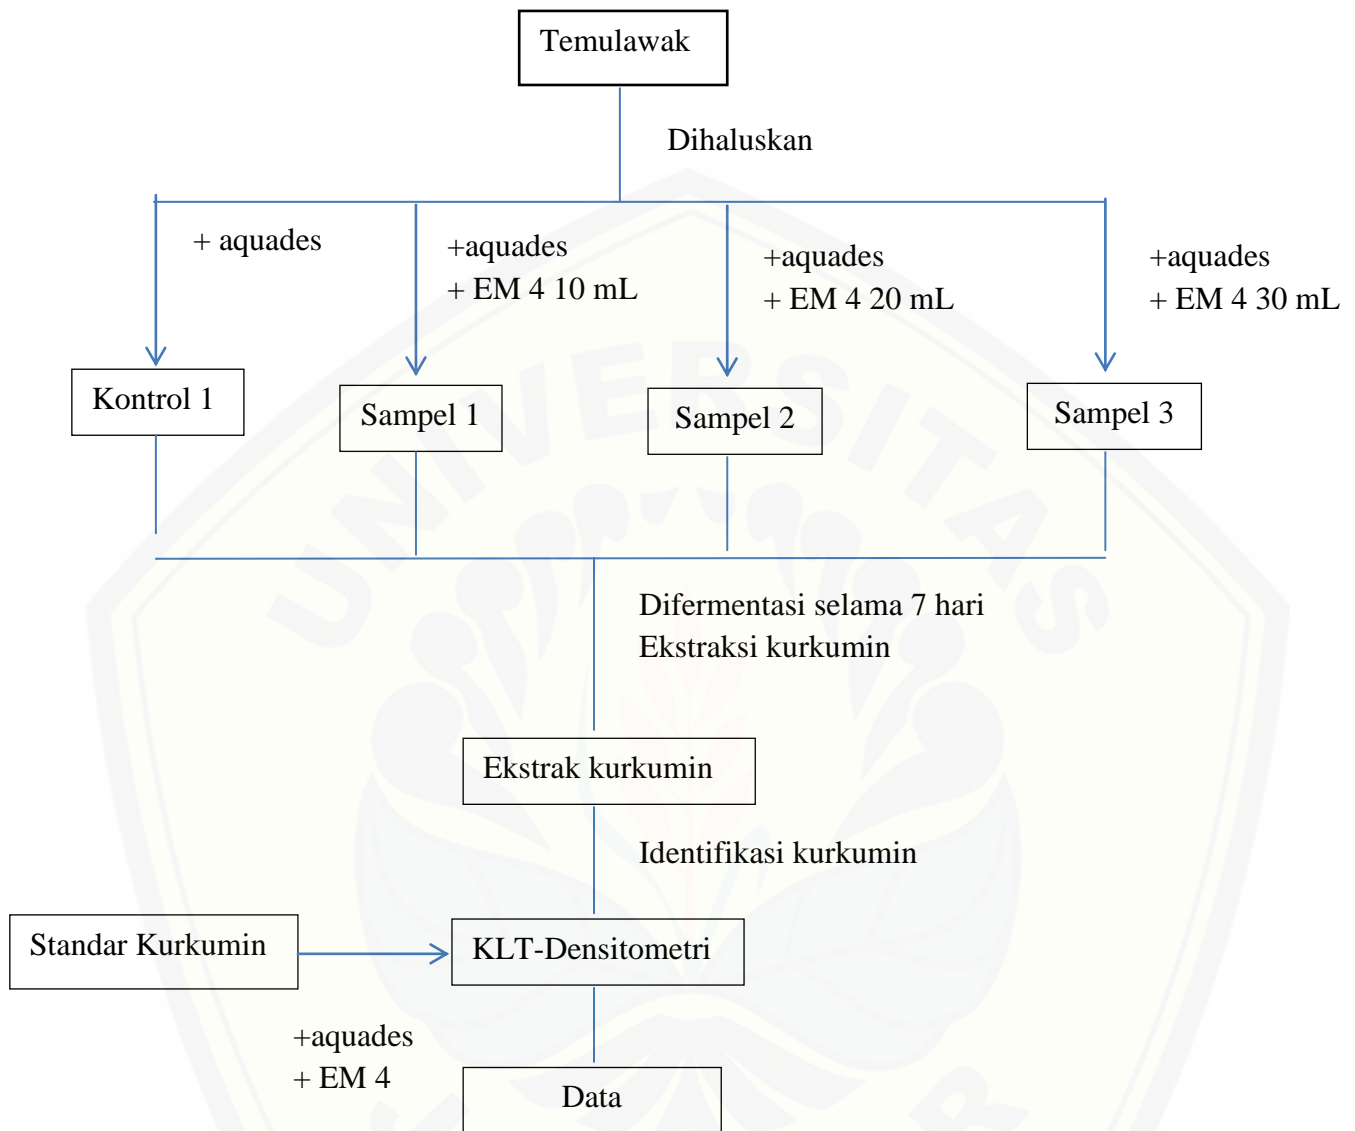 Temulawak
Dihaluskan
+ aquades
+aquades
+ EM 4 10 mL
+aquades
+ EM 4 20 mL
+aquades
+ EM 4 30 mL
Kontrol 1
Sampel 1
Sampel 2
Sampel 3
UNIVERSITAS
Difermentasi selama 7 hari
Ekstraksi kurkumin
Ekstrak kurkumin
Identifikasi kurkumin
Standar Kurkumin
KLT-Densitometri
+aquades
+ EM 4
Data